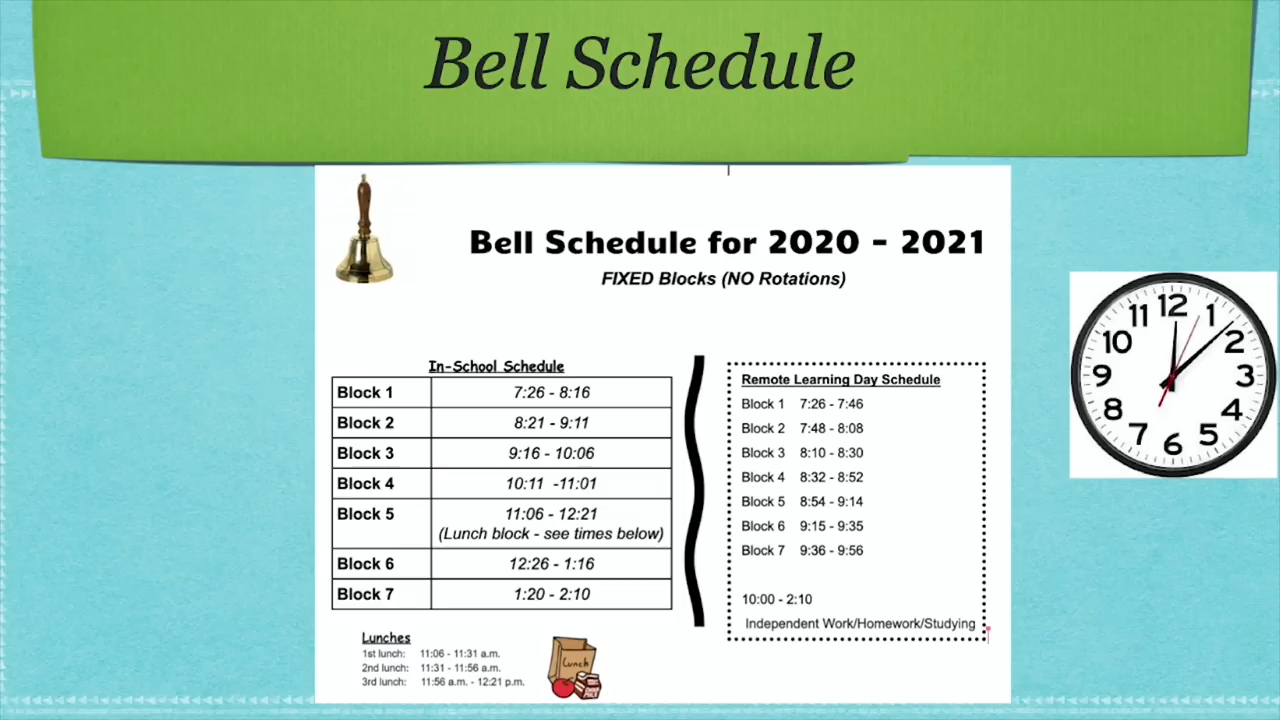 Bell Schedule
Bell Schedule for 2020 - 2021
FIXED Blocks (NO Rotations)
In-School Schedule
Block 1 7:26 - 8:16
Block 2 8:21 - 9:11
Block 3 9:16 - 10:06
Block 4 10:11 -11:01
Block 5 11:06 - 12:21
(Lunch block - see times below)
Block 6 12:26 - 1:16
Block 7 1:20 - 2:10
Lunches
1st lunch: 11:06 - 11:31 a.m.
2nd lunch: 11:31 - 11:56 a.m.
3rd lunch: 11:56 a.m. - 12:21 p.m.
Lunch
Remote Learning Day Schedule
Block 1 7:26 - 7:46
Block 2 7:48 - 8:08
Block 3 8:10 - 8:30
Block 4 8:32 - 8:52
Block 5 8:54 - 9:14
Block 6 9:15 - 9:35
Block 7 9:36 - 9:56
10:00 - 2:10
Independent Work/Homework/Studying
12
1
2
3
4
5
6
7
8
9
10
11